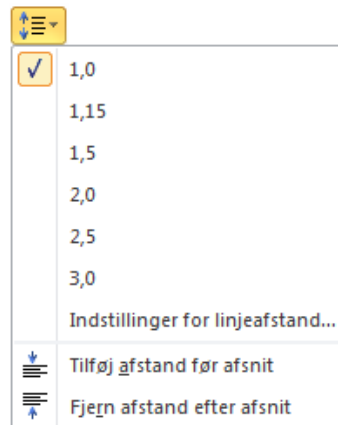 1,0
1,15
1,5
2,0
2,5
3,0
Indstillinger for linjeafstand...
Tilføj afstand før afsnit
Fjern afstand efter afsnit